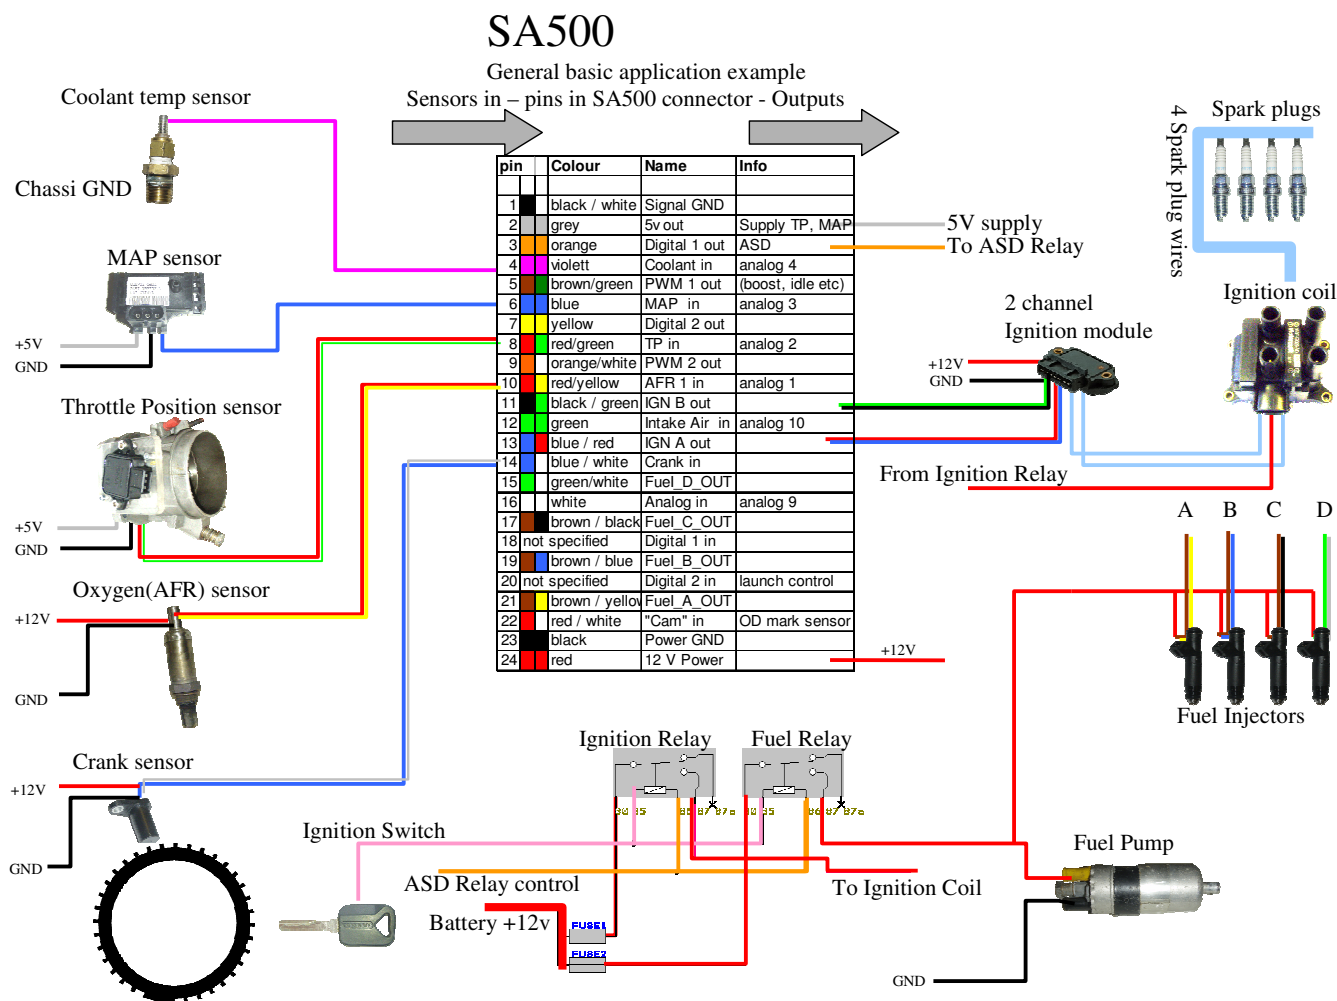 SA500
General basic application example
Sensors in – pins in SA500 connector - Outputs
Coolant temp sensor
Chassi GND
MAP sensor
+5V
GND
Throttle Position sensor
+5V
GND
Oxygen(AFR) sensor
+12V
GND
Crank sensor
+12V
GND
pin Colour Name Info
1 black / white Signal GND
2 grey 5v out Supply TP, MAP
3 orange Digital 1 out ASD
4 violett Coolant in analog 4
5 brown/green PWM 1 out (boost, idle etc)
6 blue MAP in analog 3
7 yellow Digital 2 out
8 red/green TP in analog 2
9 orange/white PWM 2 out
10 red/yellow AFR 1 in analog 1
11 black / green IGN B out
12 green Intake Air in analog 10
13 blue / red IGN A out
14 blue / white Crank in
15 green/white Fuel_D_OUT
16 white Analog in analog 9
17 brown / black Fuel_C_OUT
18 not specified Digital 1 in
19 brown / blue Fuel_B_OUT
20 not specified Digital 2 in launch control
21 brown / yellow Fuel_A_OUT
22 red / white "Cam" in OD mark sensor
23 black Power GND
24 red 12 V Power
5V supply
To ASD Relay
+12V
4 Spark plug wires
Spark plugs
Ignition coil
2 channel
Ignition module
+12V
GND
From Ignition Relay
A B C D
Fuel Injectors
Ignition Relay
Fuel Relay
30 85 86 87 87a
30 85 86 87 87a
Ignition Switch
ASD Relay control
Battery +12v
FUSE1
FUSE2
To Ignition Coil
Fuel Pump
GND